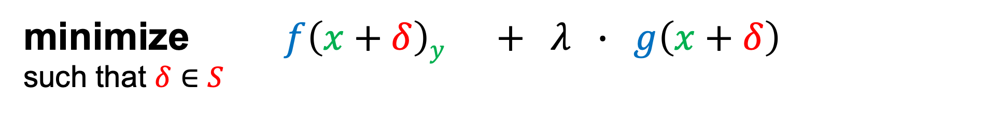 minimize f(x + δ)_y + λ · g(x + δ)
such that δ ∈ S